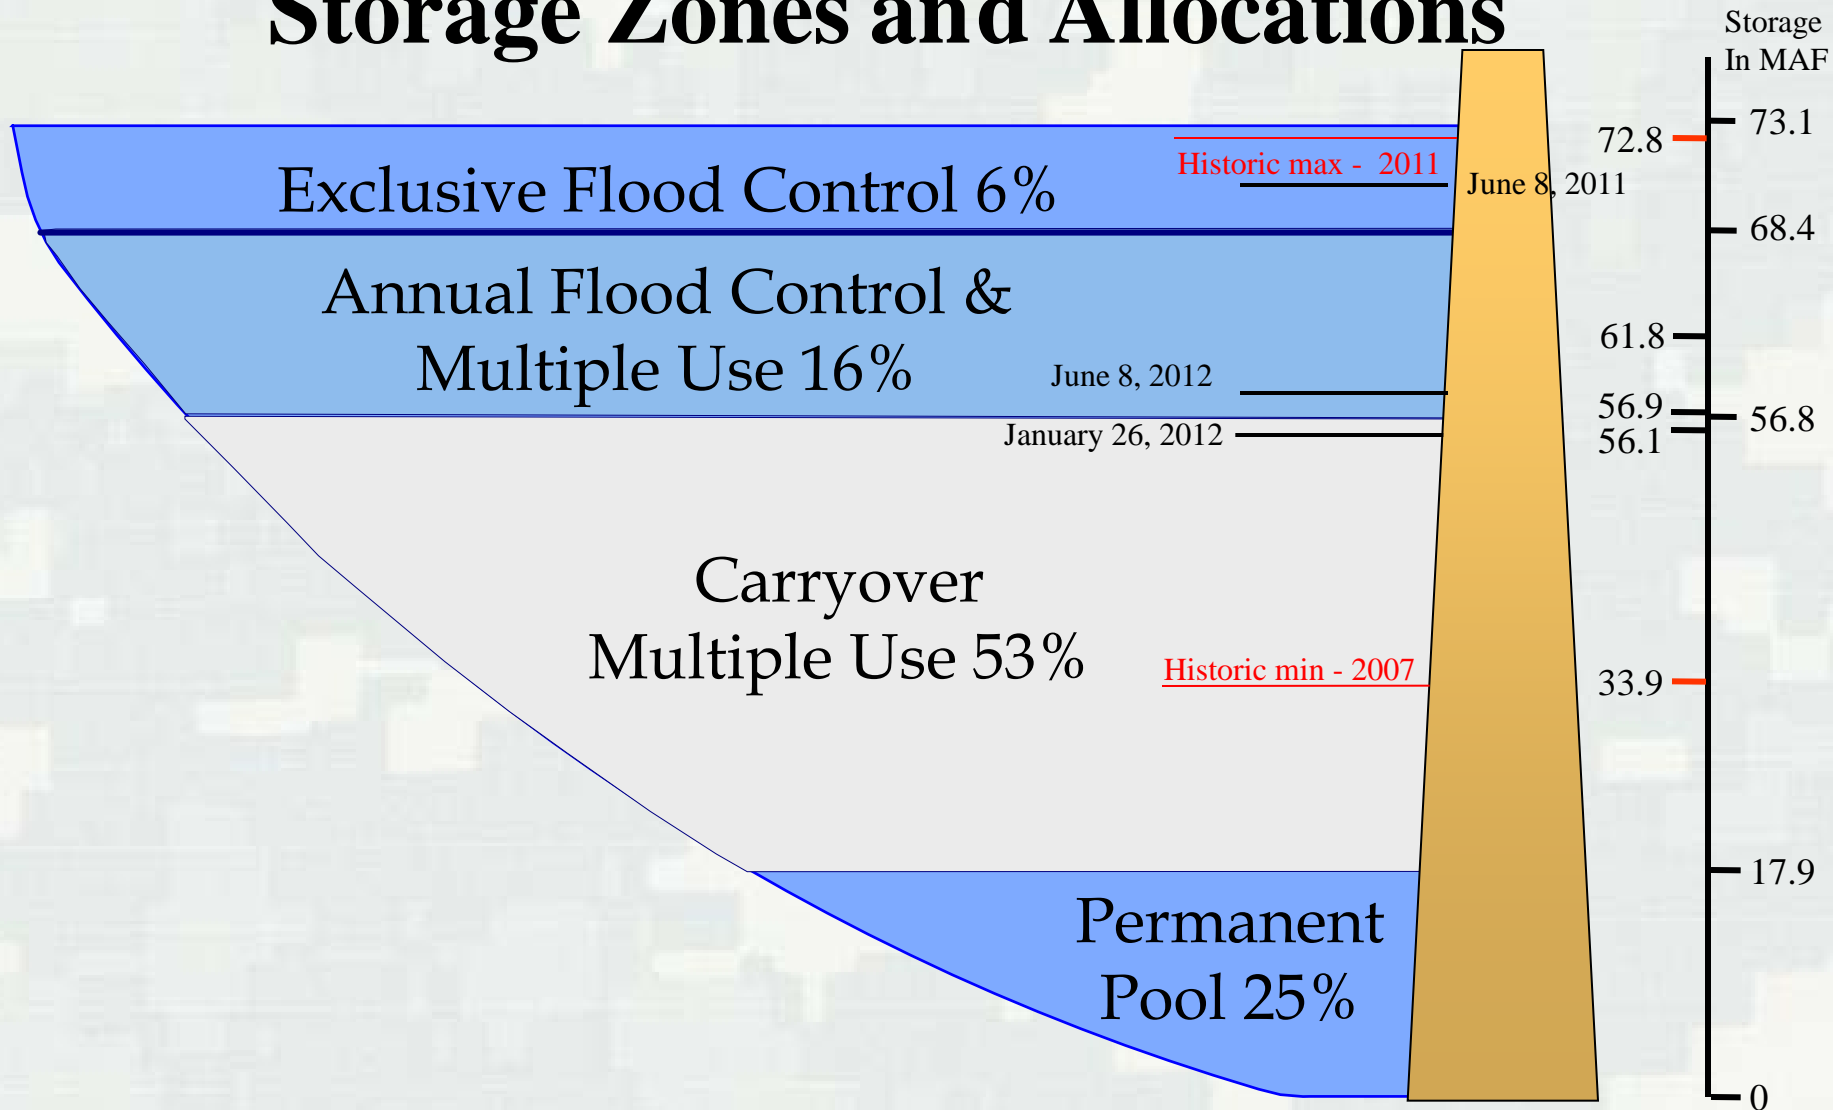 Storage Zones and Allocations
Storage
In MAF
73.1
72.8
Historic max -  2011
Exclusive Flood Control 6%
June 8, 2011
68.4
Annual Flood Control &
Multiple Use 16%
61.8
June 8, 2012
56.9
56.8
January 26, 2012
56.1
Carryover
Multiple Use 53%
Historic min - 2007
33.9
17.9
Permanent
Pool 25%
0